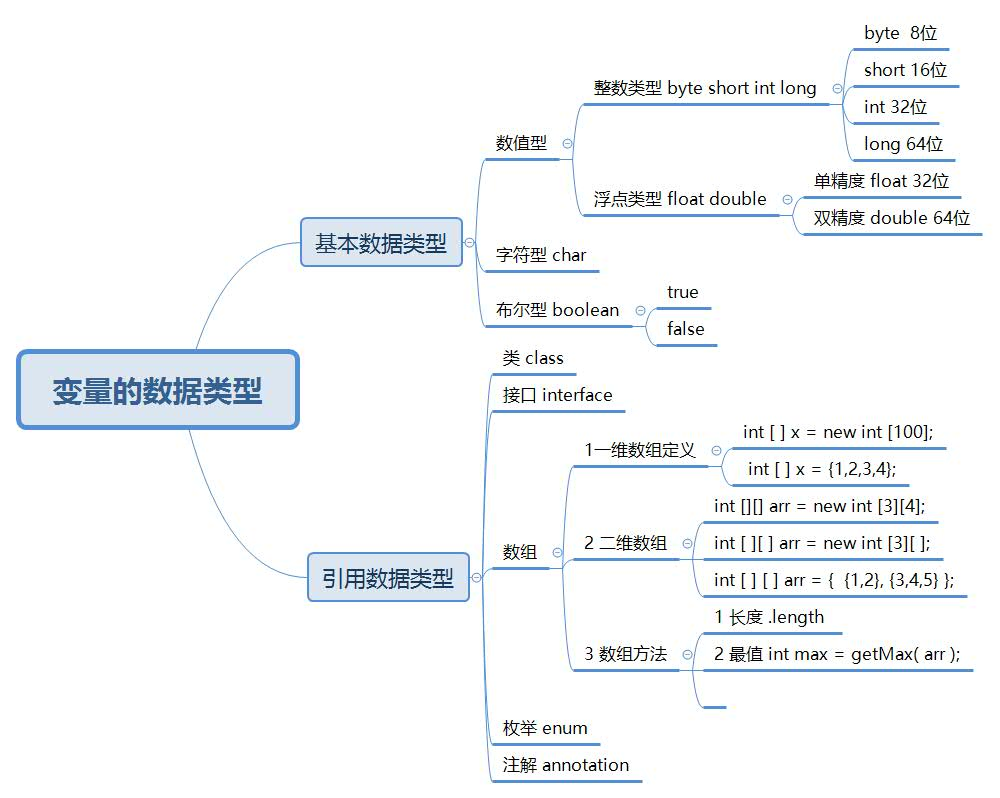 变量的数据类型
基本数据类型
数值型
整数类型 byte short int long
byte  8位
short 16位
int 32位
long 64位
浮点类型 float double
单精度 float 32位
双精度 double 64位
字符型 char
布尔型 boolean
true
false
引用数据类型
类 class
接口 interface
数组
1一维数组定义
int [ ] x = new int [100];
int [ ] x = {1,2,3,4};
2 二维数组
int [][] arr = new int [3][4];
int [ ][ ] arr = new int [3][ ];
int [ ] [ ] arr = {  {1,2}, {3,4,5} };
3 数组方法
1 长度 .length
2 最值 int max = getMax( arr );
枚举 enum
注解 annotation